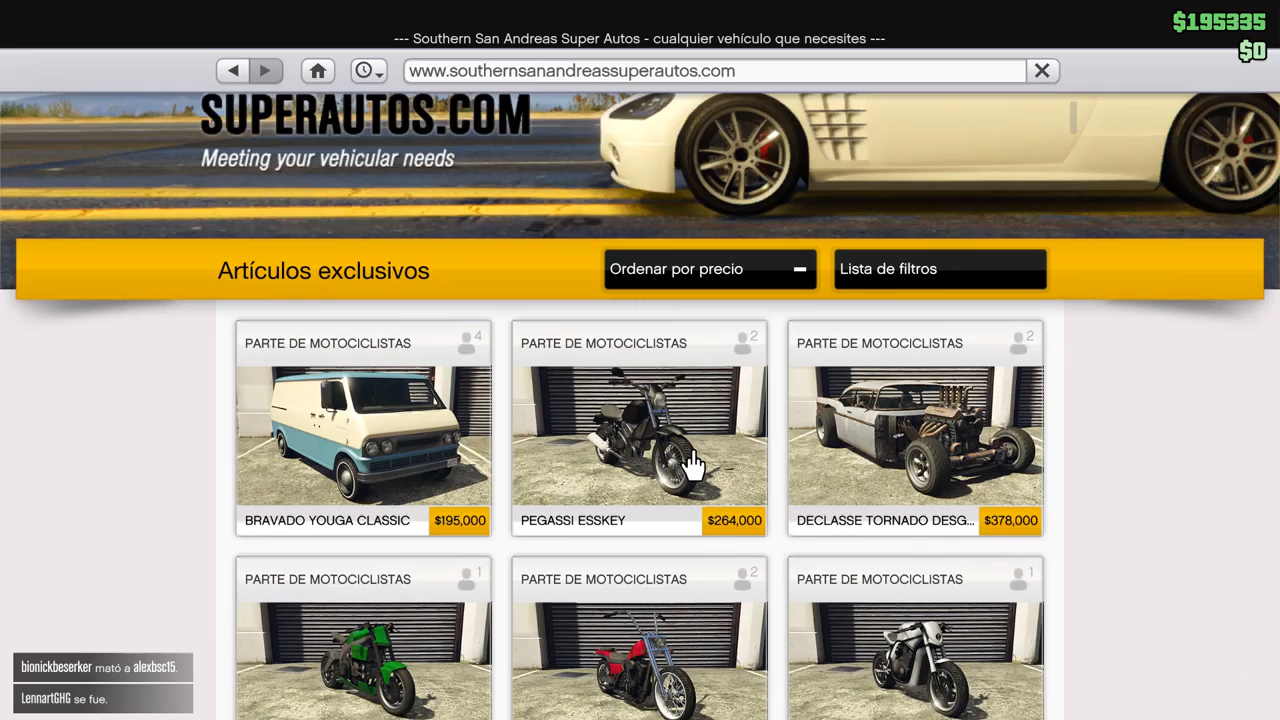 $195335
--- Southern San Andreas Super Autos - cualquier vehículo que necesites ---
$0
www.southernsanandreassuperautos.com
SUPERAUTOS.COM
Meeting your vehicular needs
Artículos exclusivos
Ordenar por precio
Lista de filtros
PARTE DE MOTOCICLISTAS 4
PARTE DE MOTOCICLISTAS 2
PARTE DE MOTOCICLISTAS 2
BRAVADO YOUGA CLASSIC $195,000
PEGASSI ESSKEY $264,000
DECLASSE TORNADO DESG... $378,000
PARTE DE MOTOCICLISTAS 1
PARTE DE MOTOCICLISTAS 2
PARTE DE MOTOCICLISTAS 1
bionickbeserker mató a alexbsc15.
LennartGHG se fue.